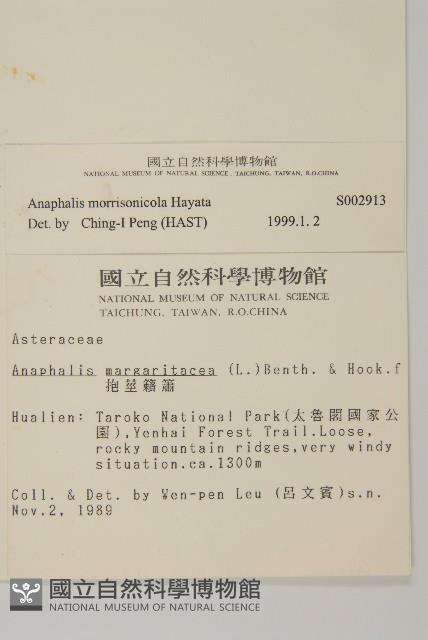 國立自然科學博物館
NATIONAL MUSEUM OF NATURAL SCIENCE, TAICHUNG, TAIWAN, R.O.CHINA
Anaphalis morrisonicola Hayata S002913
Det. by Ching-I Peng (HAST) 1999.1. 2
國立自然科學博物館
NATIONAL MUSEUM OF NATURAL SCIENCE
TAICHUNG, TAIWAN, R.O.CHINA
Asteraceae
Anaphalis margaritacea (L.)Benth. & Hook.f
抱莖籟蕭
Hualien: Taroko National Park(太魯閣國家公
園),Yenhai Forest Trail.Loose,
rocky mountain ridges,very windy
situation.ca.1300m
Coll. & Det. by Wen-pen Leu (呂文賓)s.n.
Nov.2, 1989
國立自然科學博物館
NATIONAL MUSEUM OF NATURAL SCIENCE